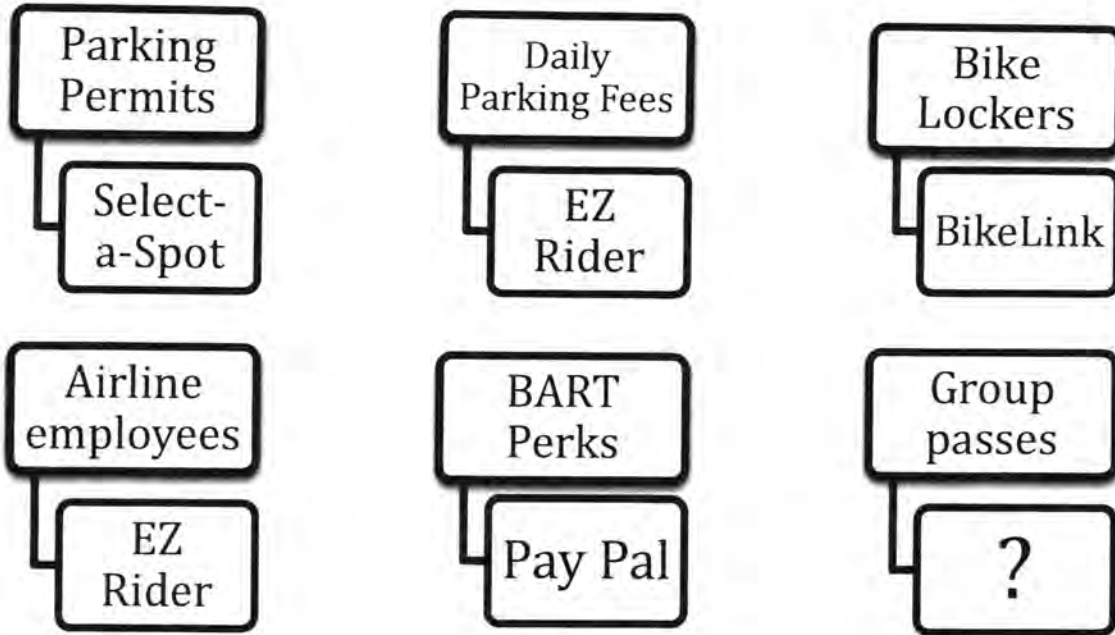 Parking
Permits
Select-
a-Spot
Daily
Parking Fees
EZ
Rider
Bike
Lockers
BikeLink
Airline
employees
EZ
Rider
BART
Perks
Pay Pal
Group
passes
?